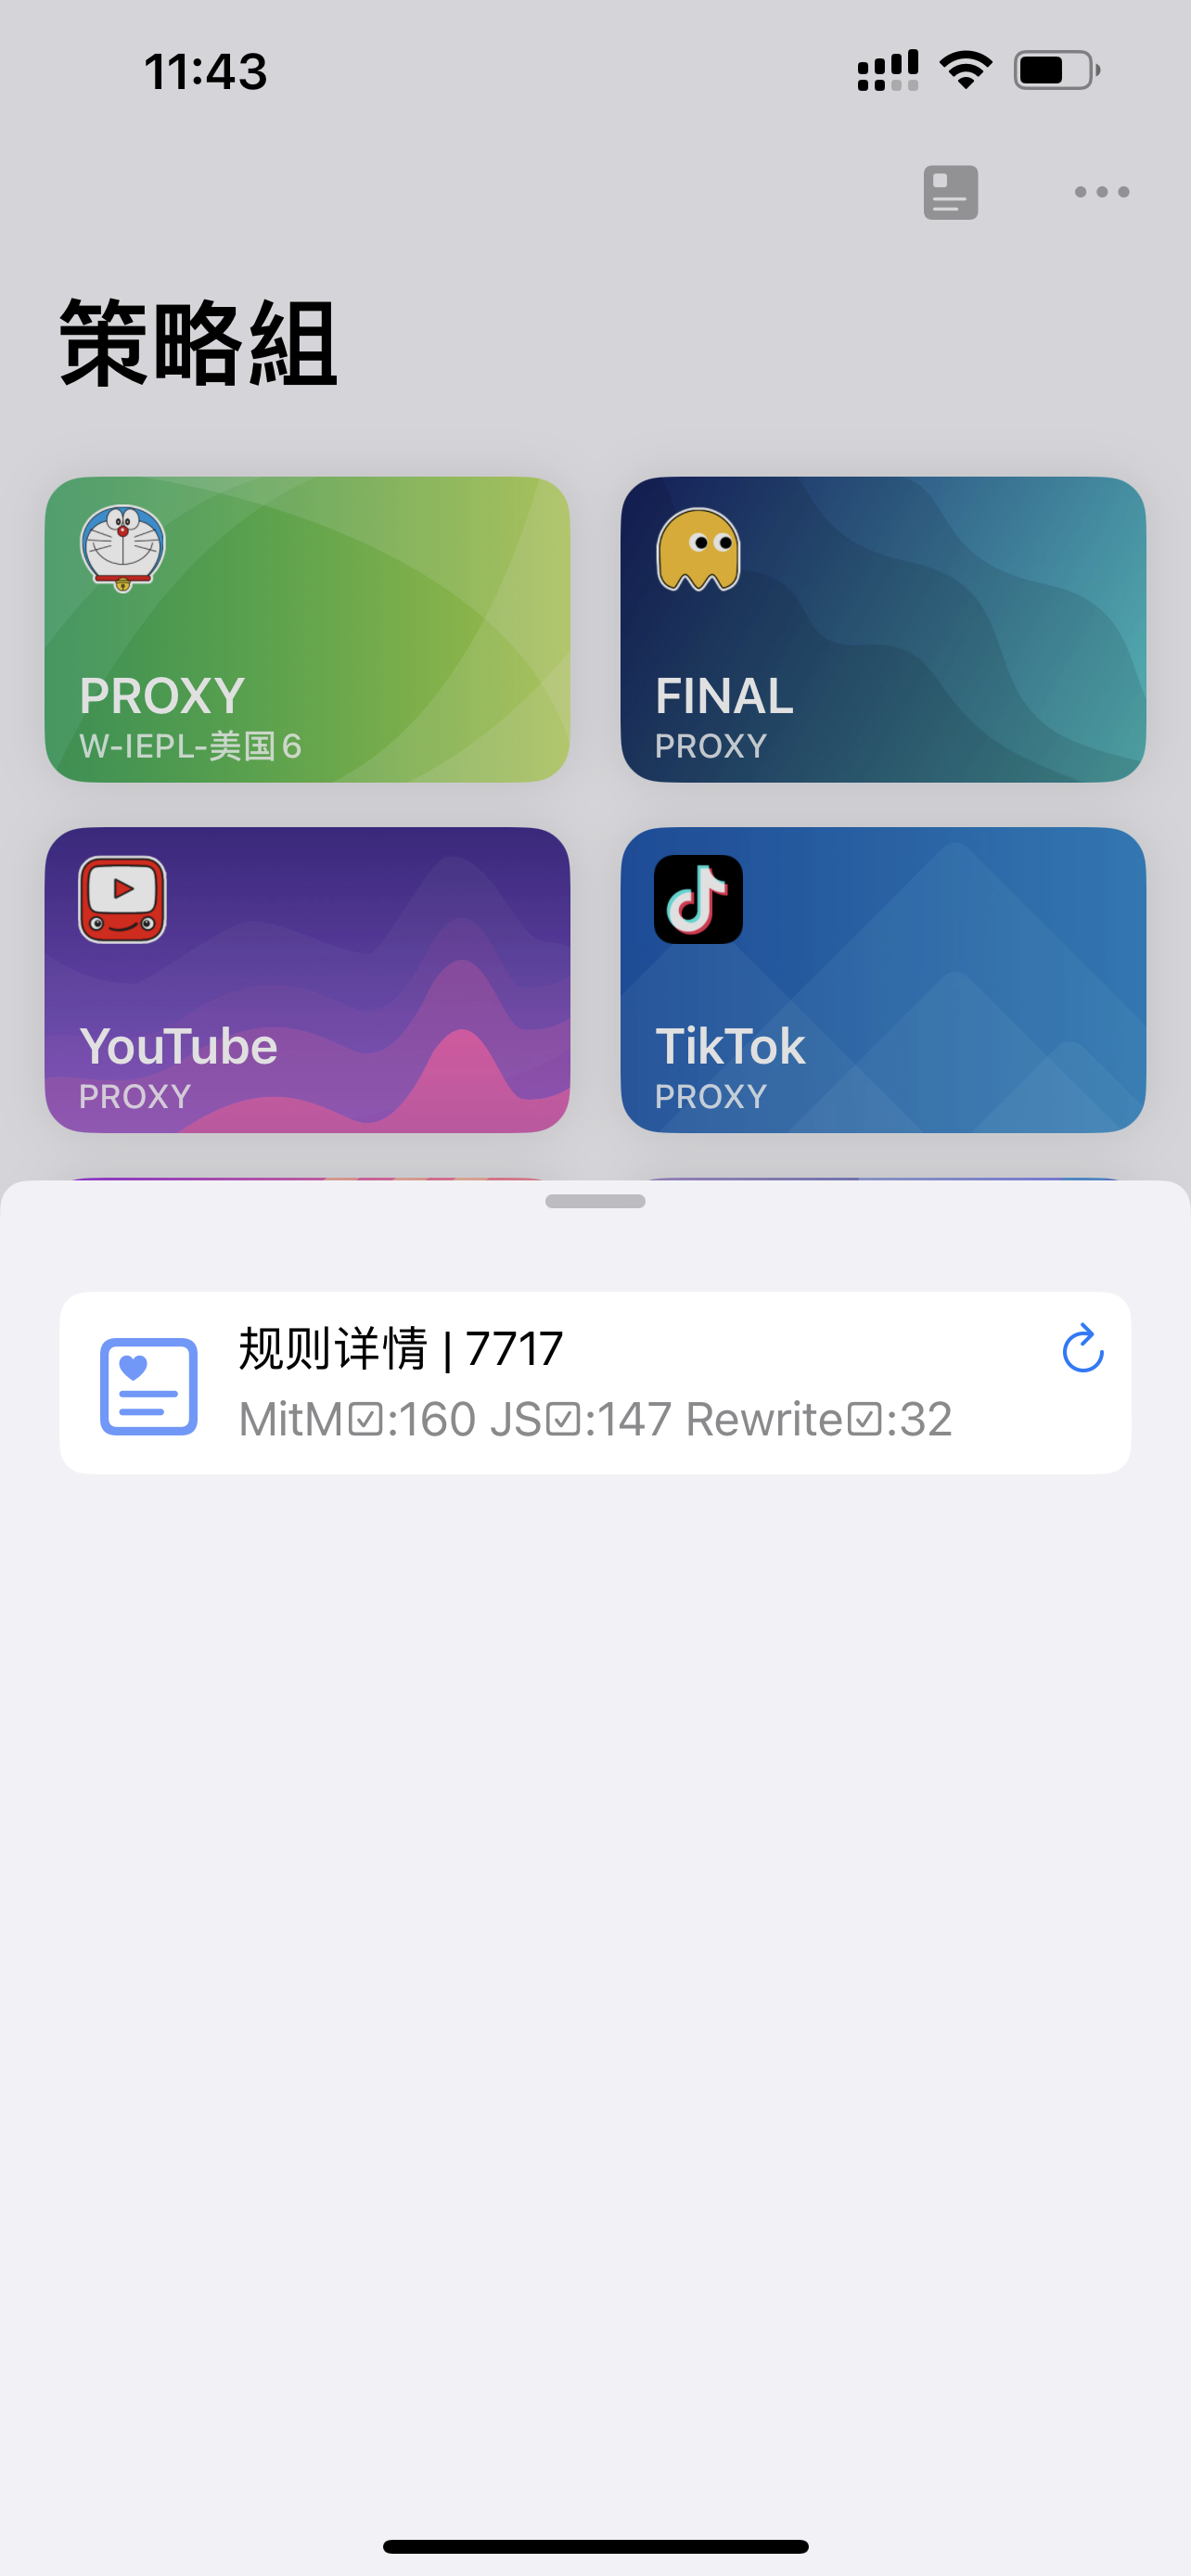 11:43
策略組
PROXY
W-IEPL-美国 6
FINAL
PROXY
YouTube
PROXY
TikTok
PROXY
规则详情 | 7717
MitM☑:160 JS☑:147 Rewrite☑:32